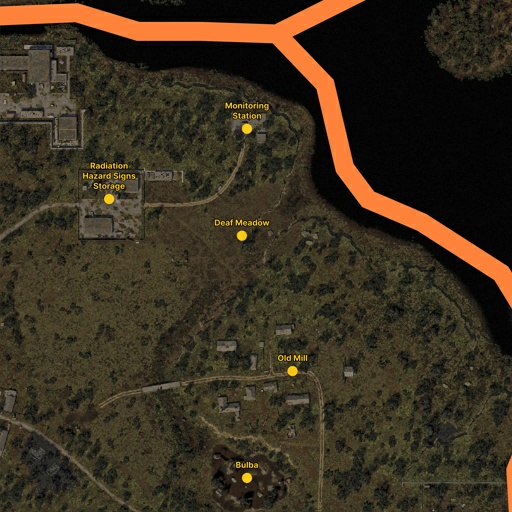 Monitoring
Station
Radiation
Hazard Signs
Storage
Deaf Meadow
Old Mill
Bulba